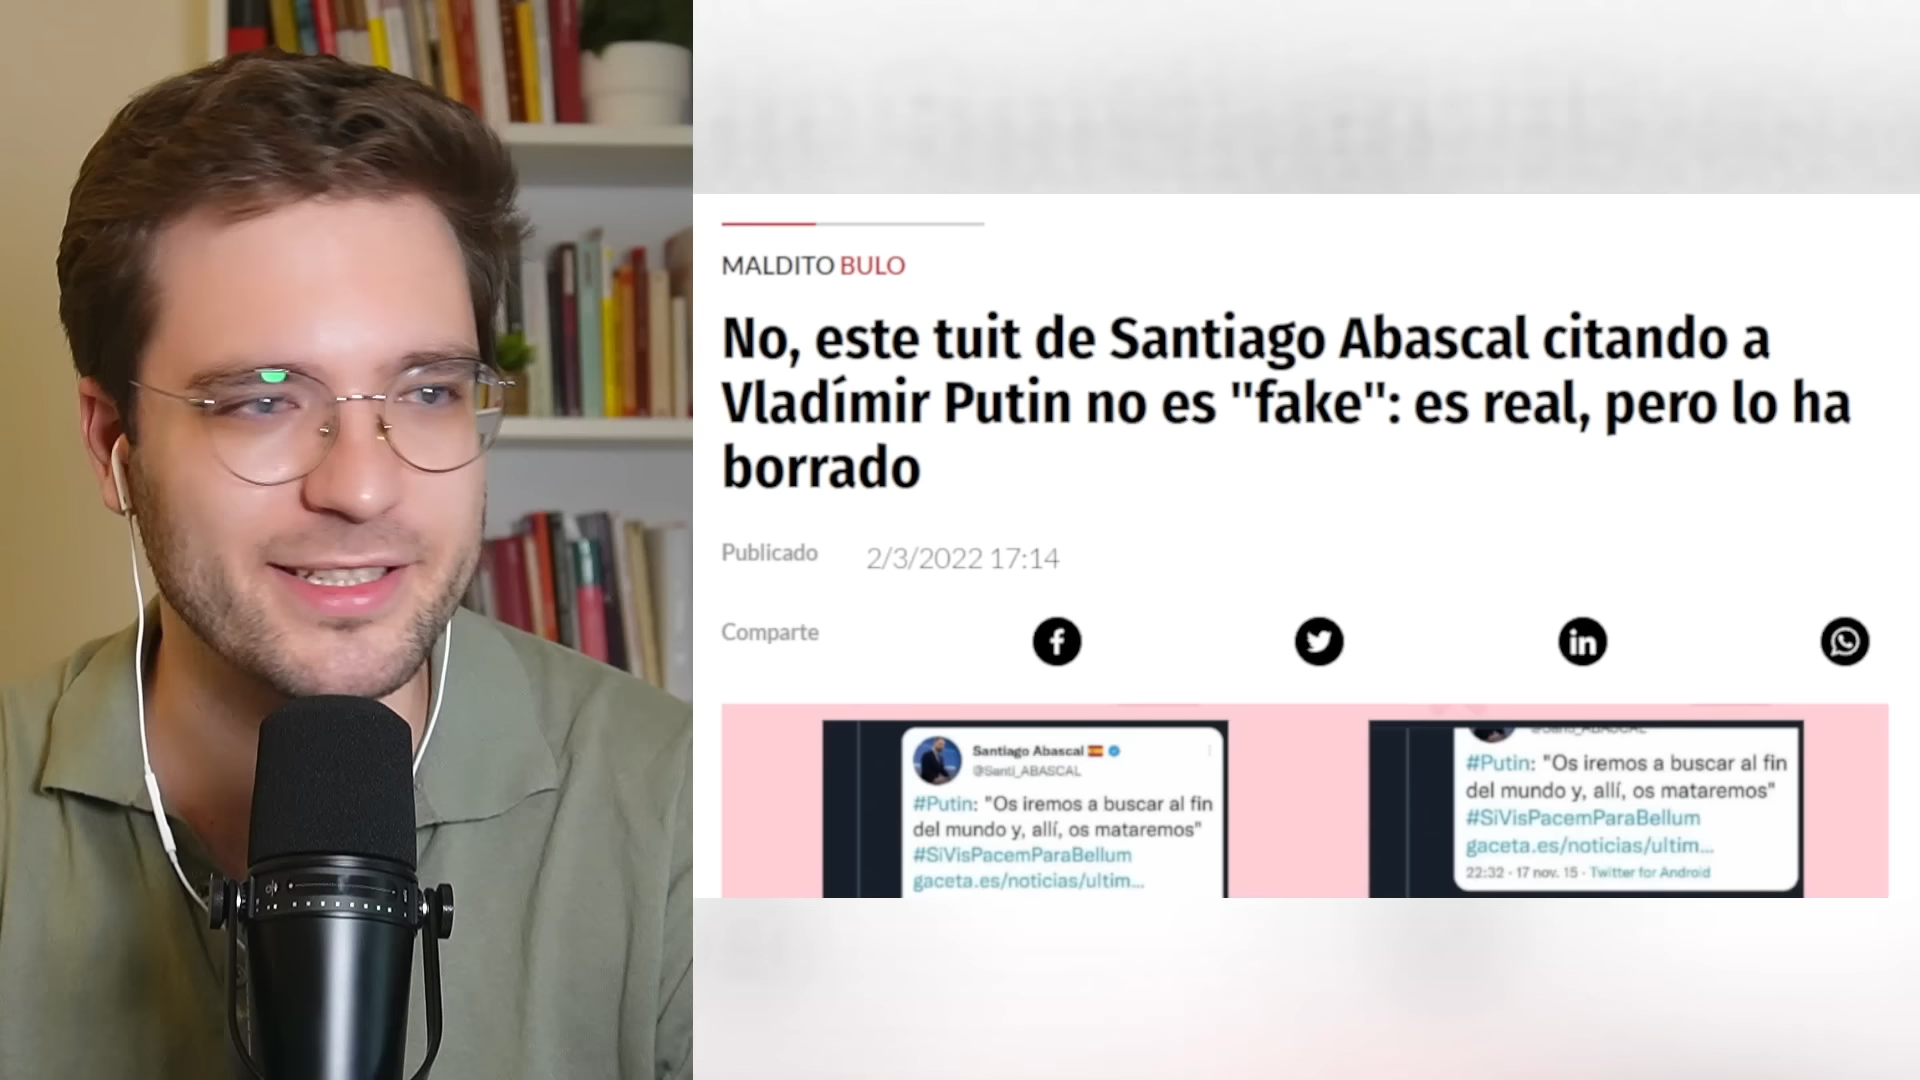 MALDITO BULO
No, este tuit de Santiago Abascal citando a
Vladímir Putin no es "fake": es real, pero lo ha
borrado
Publicado 2/3/2022 17:14
Comparte
Santiago Abascal
@Santi_ABASCAL
#Putin: "Os iremos a buscar al fin
del mundo y, allí, os mataremos"
#SiVisPacemParaBellum
gaceta.es/noticias/ultim...
@Santi_ABASCAL
#Putin: "Os iremos a buscar al fin
del mundo y, allí, os mataremos"
#SiVisPacemParaBellum
gaceta.es/noticias/ultim...
22:32 · 17 nov. 15 · Twitter for Android